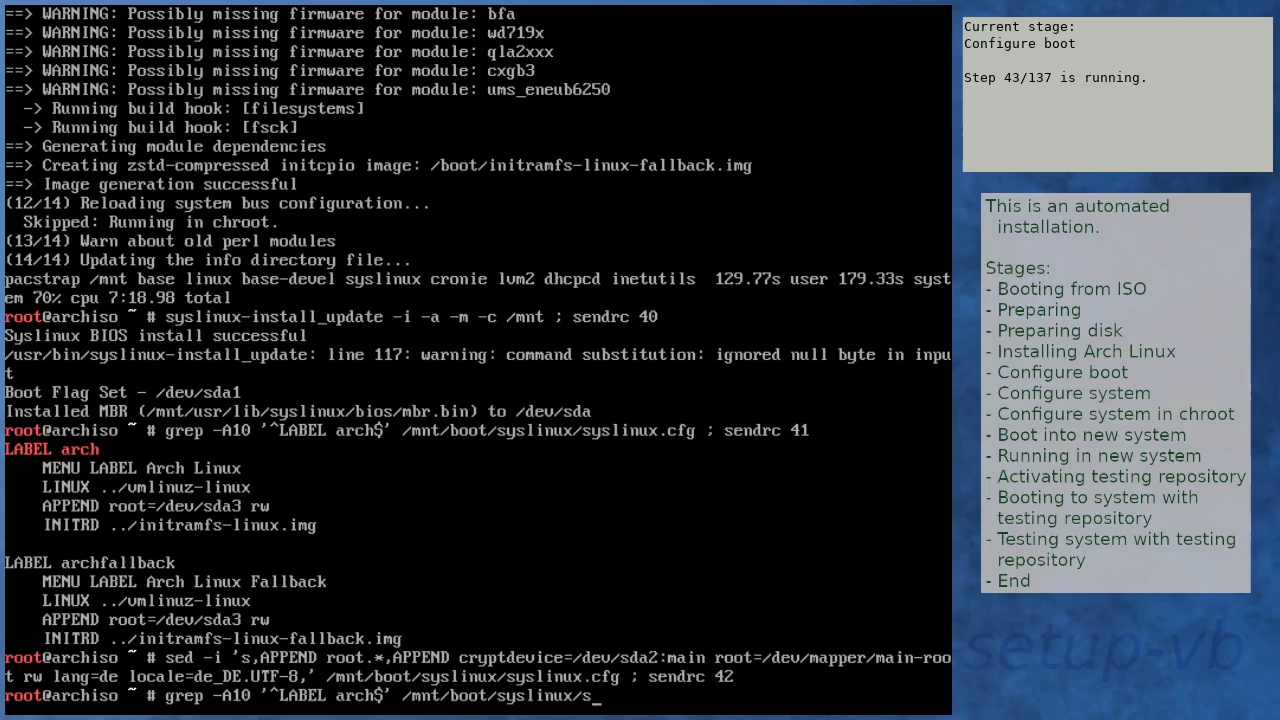 ==> WARNING: Possibly missing firmware for module: bfa
==> WARNING: Possibly missing firmware for module: wd719x
==> WARNING: Possibly missing firmware for module: qla2xxx
==> WARNING: Possibly missing firmware for module: cxgb3
==> WARNING: Possibly missing firmware for module: ums_eneub6250
  -> Running build hook: [filesystems]
  -> Running build hook: [fsck]
==> Generating module dependencies
==> Creating zstd-compressed initcpio image: /boot/initramfs-linux-fallback.img
==> Image generation successful
(12/14) Reloading system bus configuration...
  Skipped: Running in chroot.
(13/14) Warn about old perl modules
(14/14) Updating the info directory file...
pacstrap /mnt base linux base-devel syslinux cronie lvm2 dhcpcd inetutils  129.77s user 179.33s syst
em 70% cpu 7:18.98 total
root@archiso ~ # syslinux-install_update -i -a -m -c /mnt ; sendrc 40
Syslinux BIOS install successful
/usr/bin/syslinux-install_update: line 117: warning: command substitution: ignored null byte in inpu
t
Boot Flag Set - /dev/sda1
Installed MBR (/mnt/usr/lib/syslinux/bios/mbr.bin) to /dev/sda
root@archiso ~ # grep -A10 '^LABEL arch$' /mnt/boot/syslinux/syslinux.cfg ; sendrc 41
LABEL arch
    MENU LABEL Arch Linux
    LINUX ../vmlinuz-linux
    APPEND root=/dev/sda3 rw
    INITRD ../initramfs-linux.img

LABEL archfallback
    MENU LABEL Arch Linux Fallback
    LINUX ../vmlinuz-linux
    APPEND root=/dev/sda3 rw
    INITRD ../initramfs-linux-fallback.img
root@archiso ~ # sed -i 's,APPEND root.*,APPEND cryptdevice=/dev/sda2:main root=/dev/mapper/main-roo
t rw lang=de locale=de_DE.UTF-8,' /mnt/boot/syslinux/syslinux.cfg ; sendrc 42
root@archiso ~ # grep -A10 '^LABEL arch$' /mnt/boot/syslinux/s_
Current stage:
Configure boot

Step 43/137 is running.
This is an automated
installation.

Stages:
- Booting from ISO
- Preparing
- Preparing disk
- Installing Arch Linux
- Configure boot
- Configure system
- Configure system in chroot
- Boot into new system
- Running in new system
- Activating testing repository
- Booting to system with
testing repository
- Testing system with testing
repository
- End
setup-vb